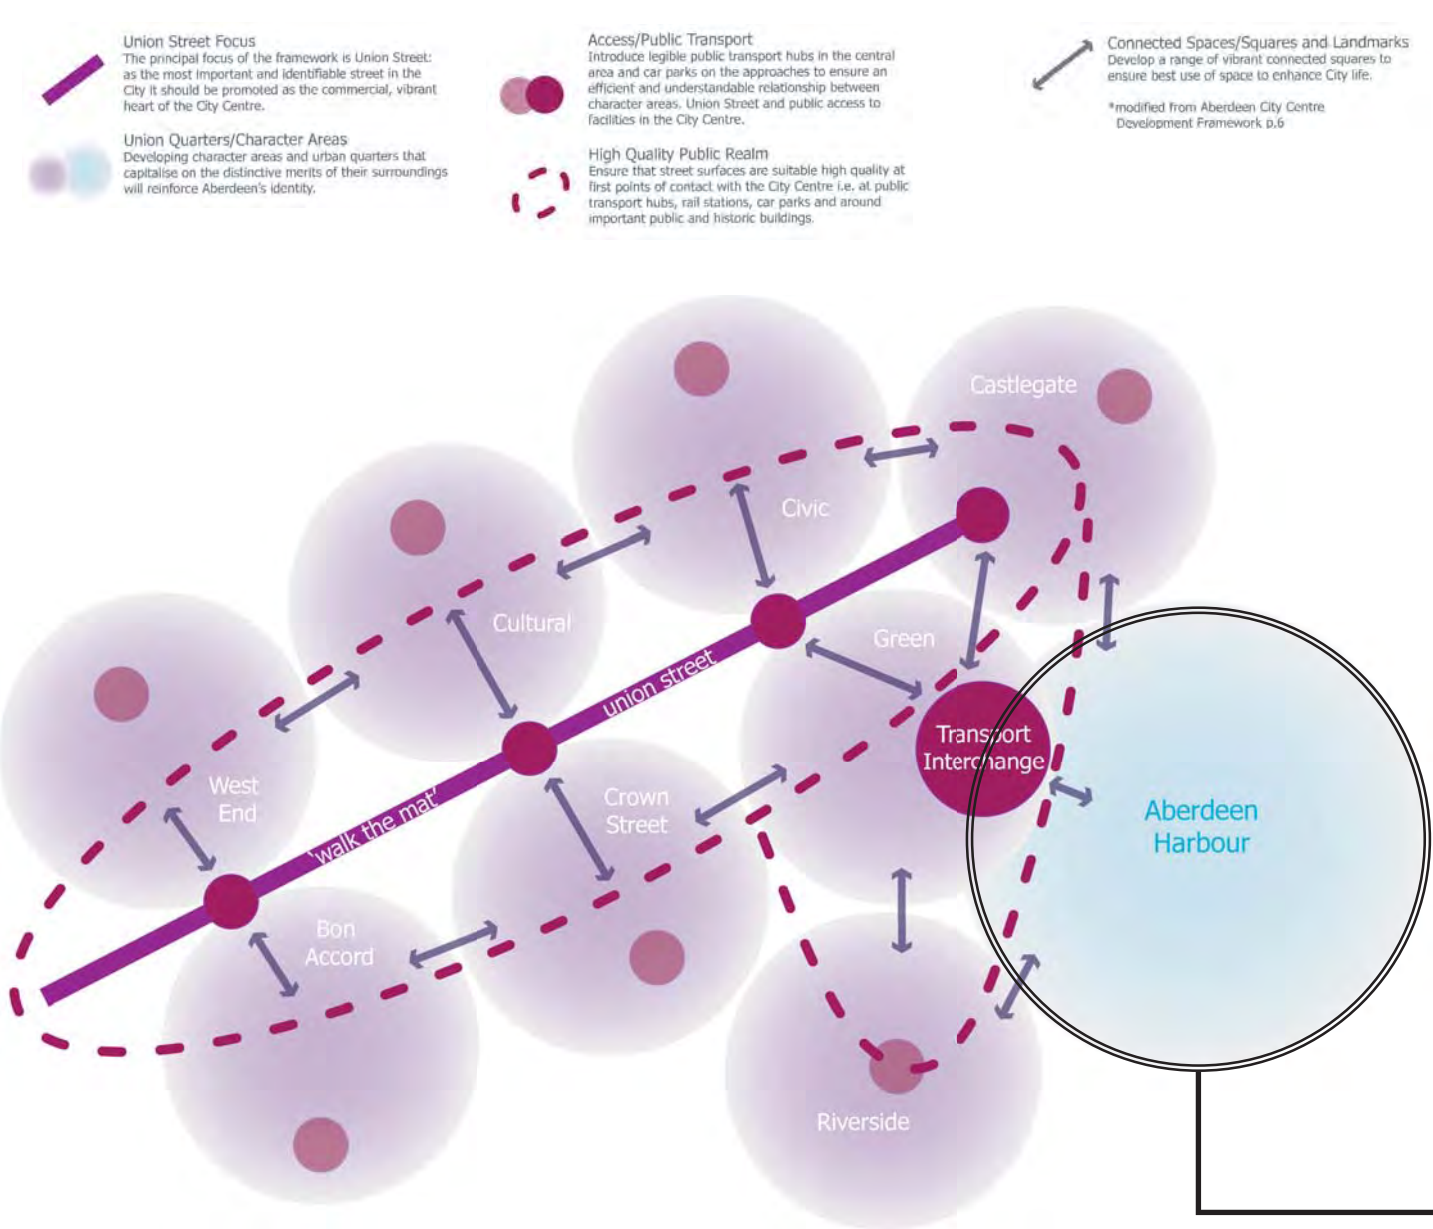 Union Street Focus
The principal focus of the framework is Union Street:
as the most important and identifiable street in the
City it should be promoted as the commercial, vibrant
heart of the City Centre.
Union Quarters/Character Areas
Developing character areas and urban quarters that
capitalise on the distinctive merits of their surroundings
will reinforce Aberdeen's identity.
Access/Public Transport
Introduce legible public transport hubs in the central
area and car parks on the approaches to ensure an
efficient and understandable relationship between
character areas. Union Street and public access to
facilities in the City Centre.
High Quality Public Realm
Ensure that street surfaces are suitable high quality at
first points of contact with the City Centre i.e. at public
transport hubs, rail stations, car parks and around
important public and historic buildings.
Connected Spaces/Squares and Landmarks
Develop a range of vibrant connected squares to
ensure best use of space to enhance City life.
*modified from Aberdeen City Centre
Development Framework p.6
Castlegate
Civic
Cultural
Green
union street
Transport
Interchange
West
End
Crown
Street
'walk the mat'
Aberdeen
Harbour
Bon
Accord
Riverside